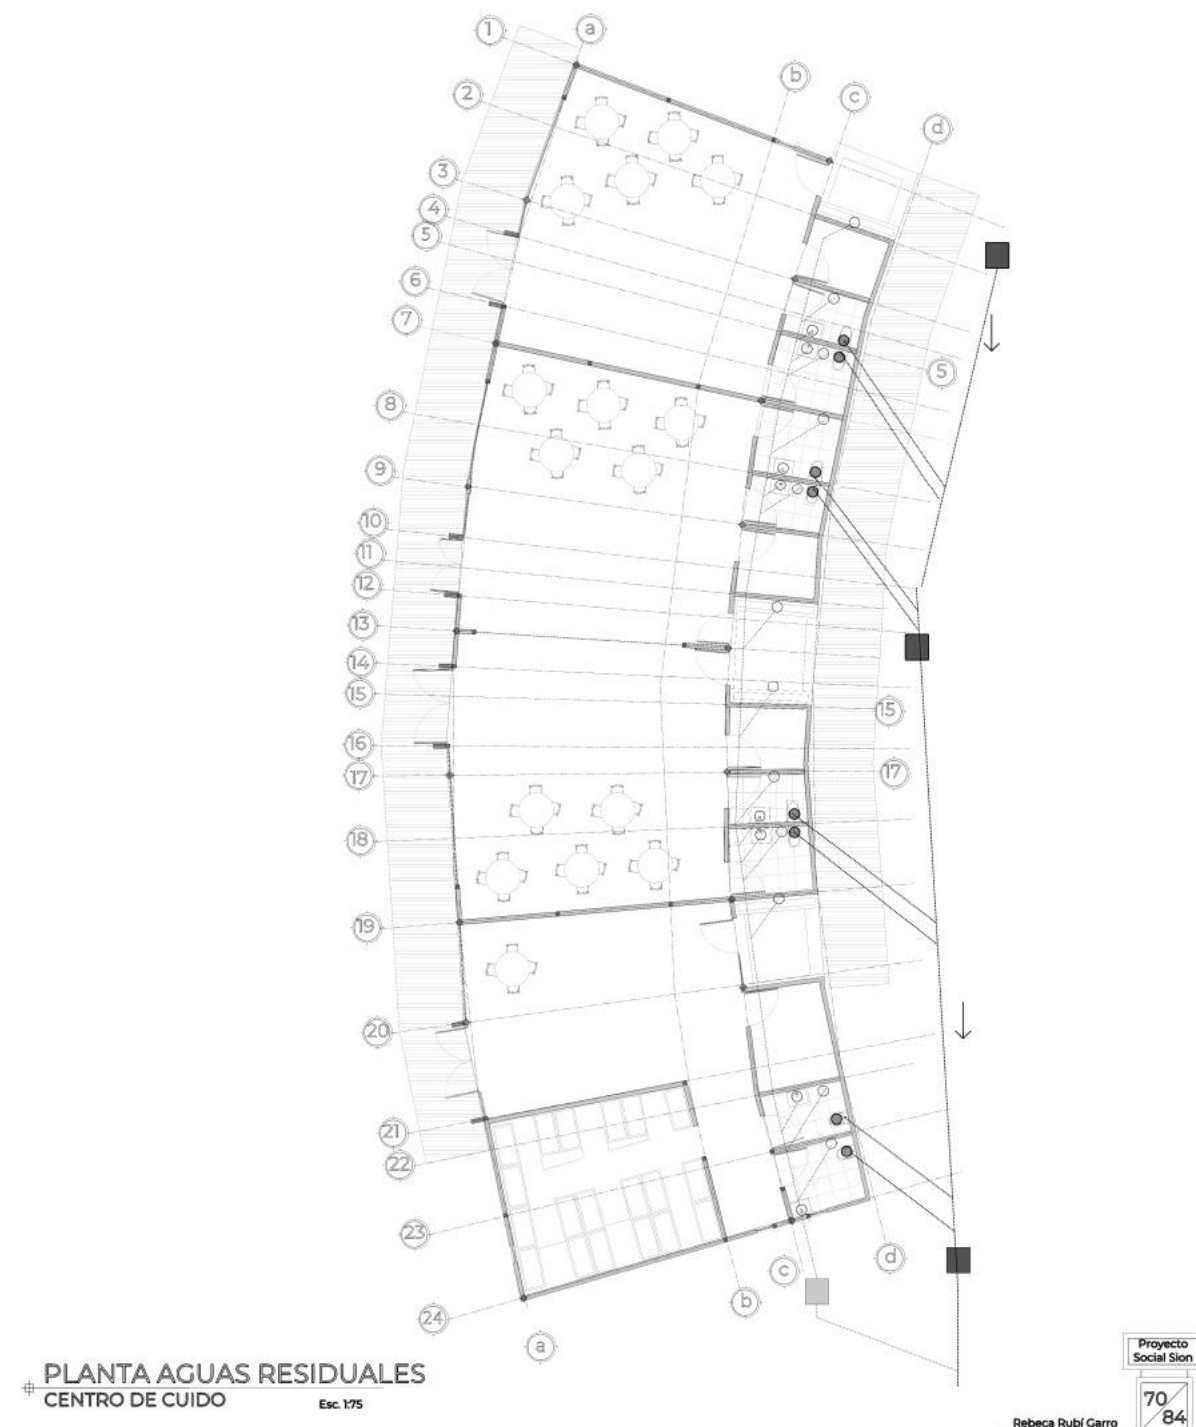 1
a
2
b
c
d
3
4
5
6
7
5
8
9
10
11
12
13
14
15
15
16
17
17
18
19
20
21
22
23
24
d
c
b
a
PLANTA AGUAS RESIDUALES
CENTRO DE CUIDO
Esc. 1:75
Proyecto
Social Sion
70
84
Rebeca Rubí Garro